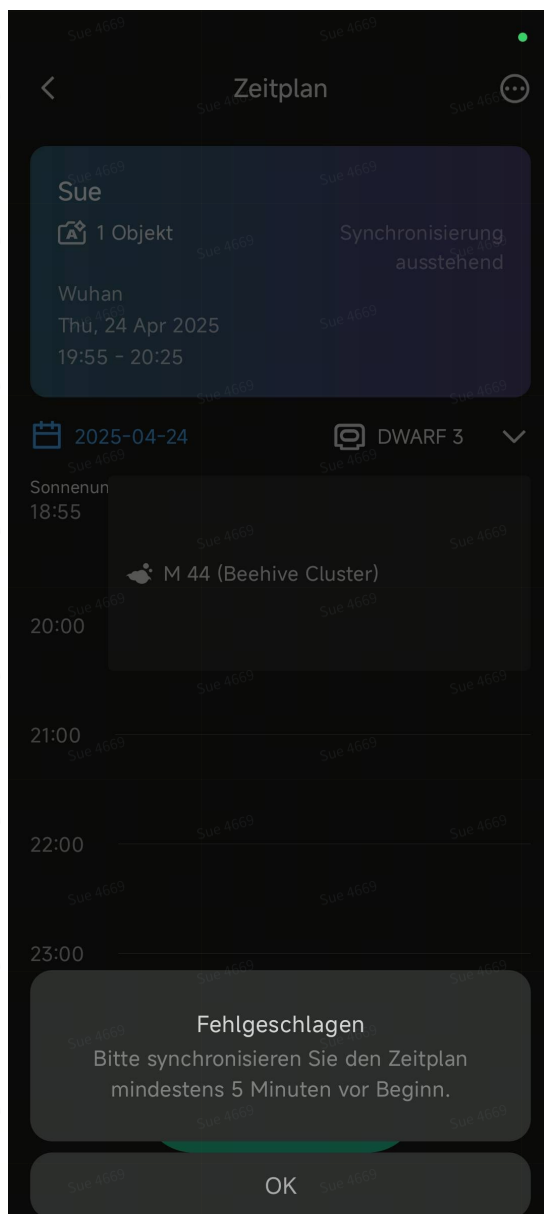 Zeitplan
Sue
1 Objekt
Synchronisierung
ausstehend
Wuhan
Thu, 24 Apr 2025
19:55 - 20:25
2025-04-24
DWARF 3
Sonnenun
18:55
M 44 (Beehive Cluster)
20:00
21:00
22:00
23:00
Fehlgeschlagen
Bitte synchronisieren Sie den Zeitplan
mindestens 5 Minuten vor Beginn.
OK
Sue 4669